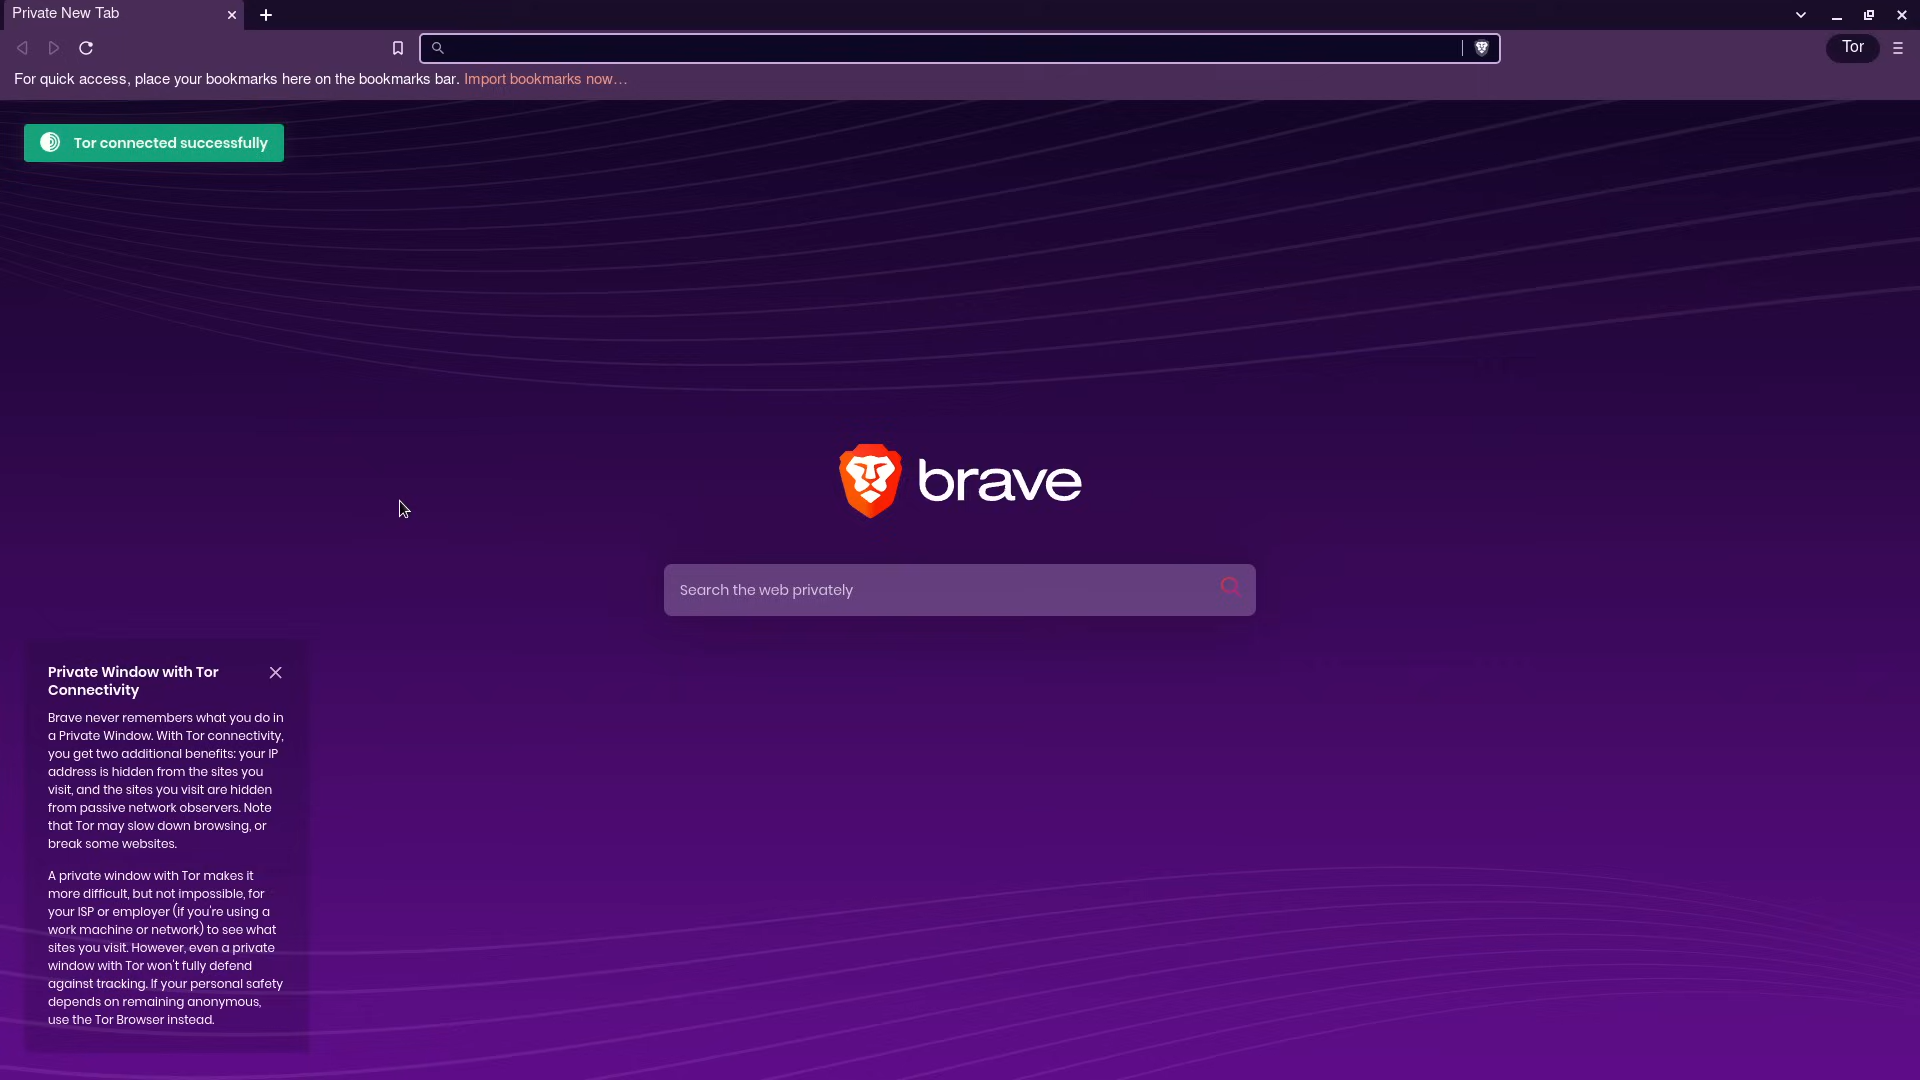 Private New Tab
Tor
For quick access, place your bookmarks here on the bookmarks bar. Import bookmarks now…
Tor connected successfully
brave
Search the web privately
Private Window with Tor
Connectivity
Brave never remembers what you do in
a Private Window. With Tor connectivity,
you get two additional benefits: your IP
address is hidden from the sites you
visit, and the sites you visit are hidden
from passive network observers. Note
that Tor may slow down browsing, or
break some websites.
A private window with Tor makes it
more difficult, but not impossible, for
your ISP or employer (if you're using a
work machine or network) to see what
sites you visit. However, even a private
window with Tor won't fully defend
against tracking. If your personal safety
depends on remaining anonymous,
use the Tor Browser instead.